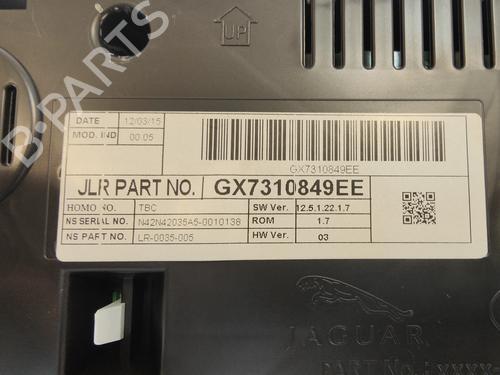 UP
B-PARTS
DATE 12/03/15
MOD. IND 00.05
GX7310849EE
JLR PART NO. GX7310849EE
HOMO NO. TBC SW Ver. 12.5.1.22.1.7
NS SERIAL NO. N42N42035A5-0010138 ROM 1.7
NS PART NO. LR-0035-005 HW Ver. 03
JAGUAR
PART No.